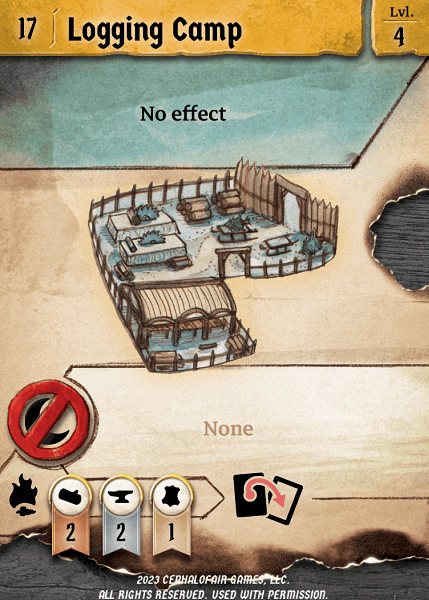 17 Logging Camp
Lvl.
4
No effect
None
2 2 1
2023 CEPHALOFAIR GAMES, LLC.
ALL RIGHTS RESERVED. USED WITH PERMISSION.